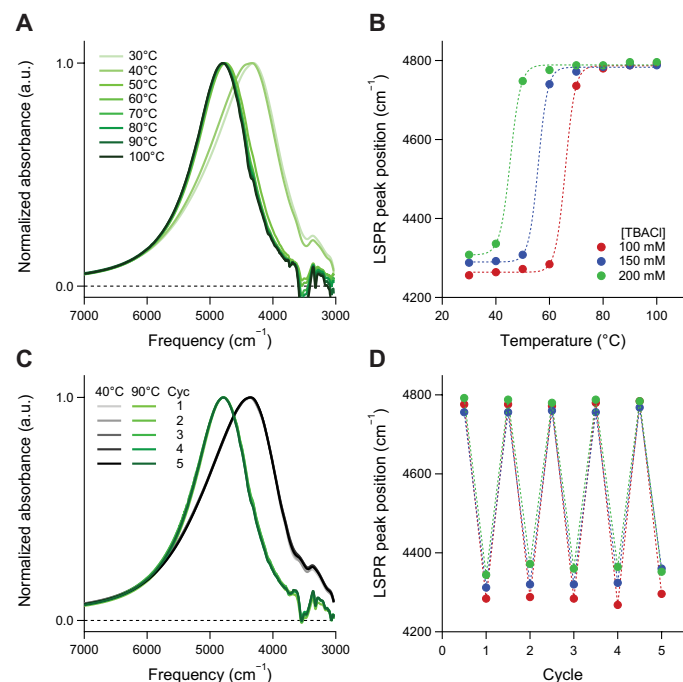 A
Normalized absorbance (a.u.)
1.0
0.0
30°C
40°C
50°C
60°C
70°C
80°C
90°C
100°C
7000 6000 5000 4000 3000
Frequency (cm⁻¹)
B
LSPR peak position (cm⁻¹)
4800
4600
4400
4200
[TBACl]
100 mM
150 mM
200 mM
20 40 60 80 100
Temperature (°C)
C
Normalized absorbance (a.u.)
1.0
0.0
40°C 90°C Cyc
1
2
3
4
5
7000 6000 5000 4000 3000
Frequency (cm⁻¹)
D
LSPR peak position (cm⁻¹)
4800
4600
4400
4200
0 1 2 3 4 5
Cycle